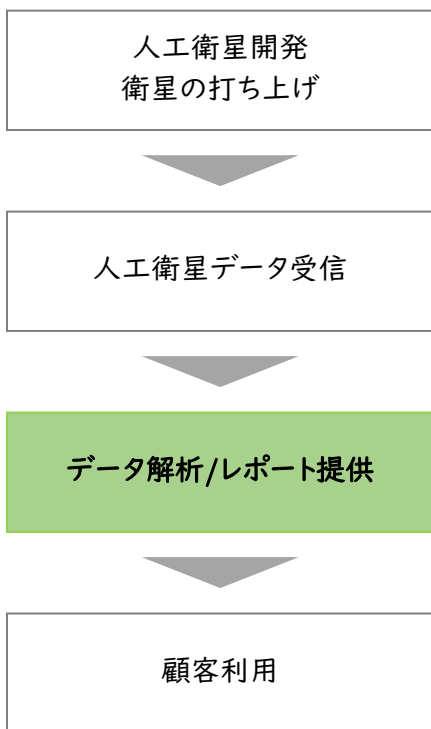 人工衛星開発
衛星の打ち上げ
人工衛星データ受信
データ解析/レポート提供
顧客利用